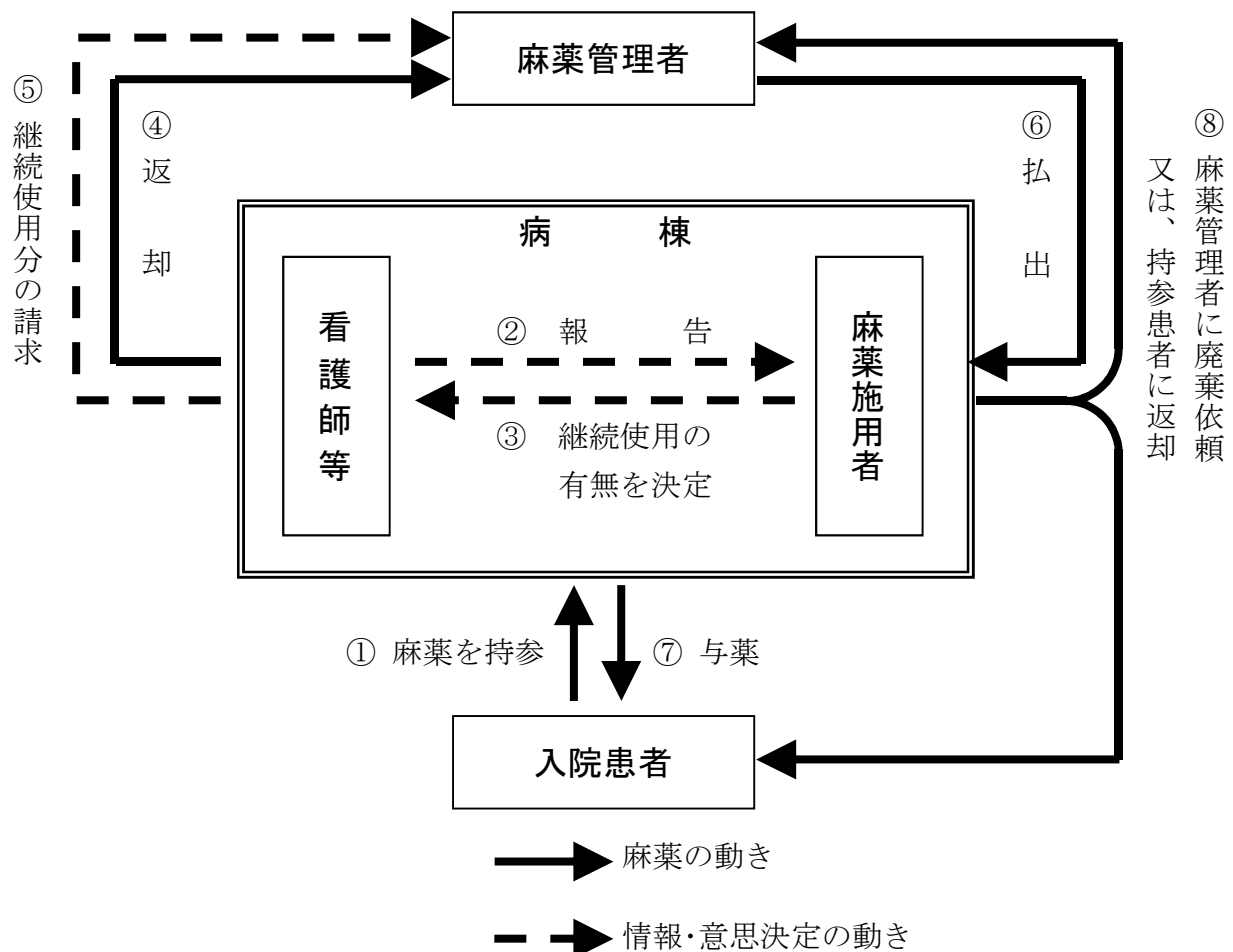 麻薬管理者
⑤ 継続使用分の請求
④ 返却
⑥ 払出
⑧ 麻薬管理者に廃棄依頼
又は、持参患者に返却
病棟
看護師等
② 報告
麻薬施用者
③ 継続使用の
有無を決定
① 麻薬を持参
⑦ 与薬
入院患者
麻薬の動き
情報・意思決定の動き